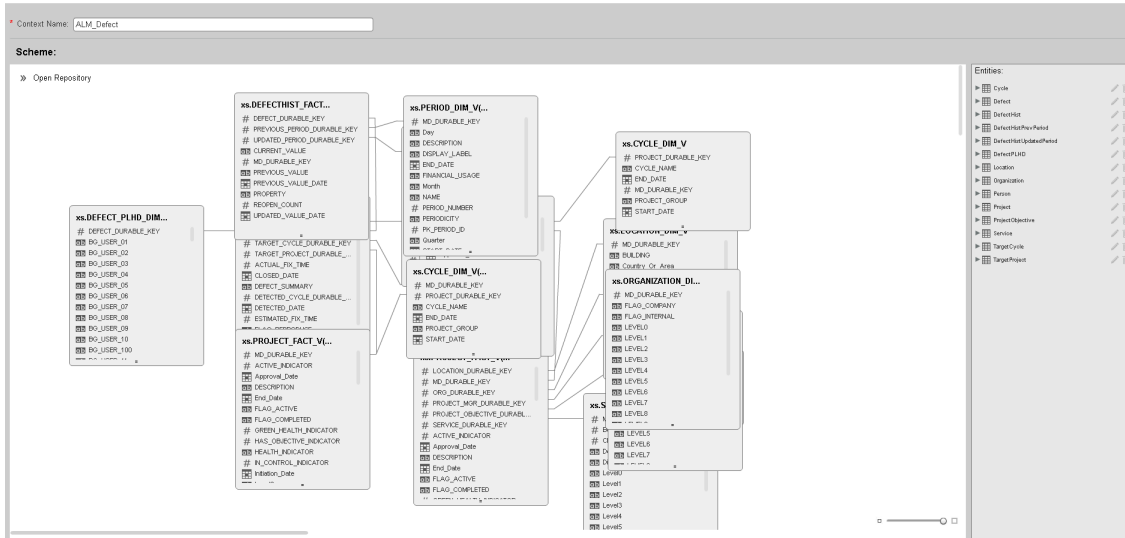 * Context Name: ALM_Defect
Scheme:
» Open Repository
xs.DEFECT_PLHD_DIM...
# DEFECT_DURABLE_KEY
BG_USER_01
BG_USER_02
BG_USER_03
BG_USER_04
BG_USER_05
BG_USER_06
BG_USER_07
BG_USER_08
BG_USER_09
BG_USER_10
BG_USER_100
xs.DEFECTHIST_FACT...
# DEFECT_DURABLE_KEY
# PREVIOUS_PERIOD_DURABLE_KEY
# UPDATED_PERIOD_DURABLE_KEY
CURRENT_VALUE
# MD_DURABLE_KEY
PREVIOUS_VALUE
PREVIOUS_VALUE_DATE
PROPERTY
# REOPEN_COUNT
UPDATED_VALUE_DATE
# TARGET_CYCLE_DURABLE_KEY
# TARGET_PROJECT_DURABLE_...
# ACTUAL_FIX_TIME
CLOSED_DATE
DEFECT_SUMMARY
# DETECTED_CYCLE_DURABLE_...
DETECTED_DATE
# ESTIMATED_FIX_TIME
xs.PROJECT_FACT_V(...
# MD_DURABLE_KEY
# ACTIVE_INDICATOR
Approval_Date
DESCRIPTION
End_Date
FLAG_ACTIVE
FLAG_COMPLETED
# GREEN_HEALTH_INDICATOR
# HAS_OBJECTIVE_INDICATOR
HEALTH_INDICATOR
# IN_CONTROL_INDICATOR
Initiation_Date
xs.PERIOD_DIM_V(...
# MD_DURABLE_KEY
Day
DESCRIPTION
DISPLAY_LABEL
END_DATE
FINANCIAL_USAGE
Month
NAME
# PERIOD_NUMBER
PERIODICITY
# PK_PERIOD_ID
Quarter
START_DATE
xs.CYCLE_DIM_V(...
# MD_DURABLE_KEY
# PROJECT_DURABLE_KEY
CYCLE_NAME
END_DATE
PROJECT_GROUP
START_DATE
# LOCATION_DURABLE_KEY
# MD_DURABLE_KEY
# ORG_DURABLE_KEY
# PROJECT_MGR_DURABLE_KEY
# PROJECT_OBJECTIVE_DURABL...
# SERVICE_DURABLE_KEY
# ACTIVE_INDICATOR
Approval_Date
DESCRIPTION
End_Date
FLAG_ACTIVE
FLAG_COMPLETED
xs.CYCLE_DIM_V
# PROJECT_DURABLE_KEY
CYCLE_NAME
END_DATE
# MD_DURABLE_KEY
PROJECT_GROUP
START_DATE
xs.LOCATION_DIM_V
# MD_DURABLE_KEY
BUILDING
Country_Or_Area
xs.ORGANIZATION_DI...
# MD_DURABLE_KEY
FLAG_COMPANY
FLAG_INTERNAL
LEVEL0
LEVEL1
LEVEL2
LEVEL3
LEVEL4
LEVEL5
LEVEL6
LEVEL7
LEVEL8
LEVEL5
LEVEL6
LEVEL7
xs.S
Level0
Level1
Level2
Level3
Level4
Level5
Entities:
Cycle
Defect
DefectHist
DefectHistPrevPeriod
DefectHistUpdatedPeriod
DefectPLHD
Location
Organization
Person
Project
ProjectObjective
Service
TargetCycle
TargetProject